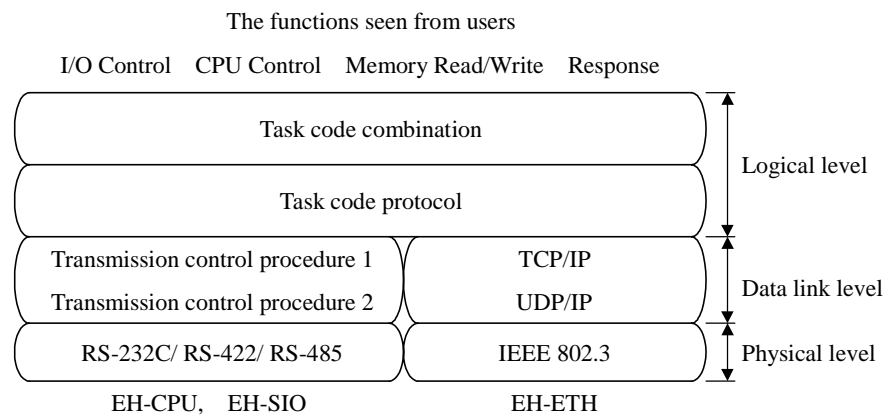 The functions seen from users
I/O Control CPU Control Memory Read/Write Response
Task code combination
Task code protocol
Logical level
Transmission control procedure 1
Transmission control procedure 2
TCP/IP
UDP/IP
Data link level
RS-232C/ RS-422/ RS-485
IEEE 802.3
Physical level
EH-CPU, EH-SIO
EH-ETH